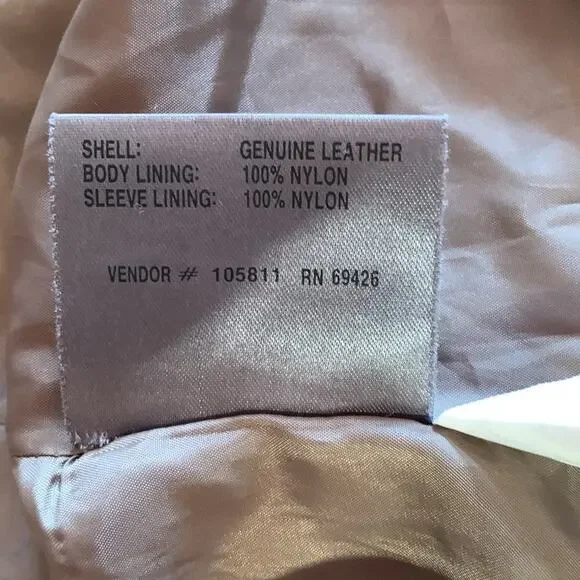 SHELL: GENUINE LEATHER
BODY LINING: 100% NYLON
SLEEVE LINING: 100% NYLON
VENDOR # 105811 RN 69426